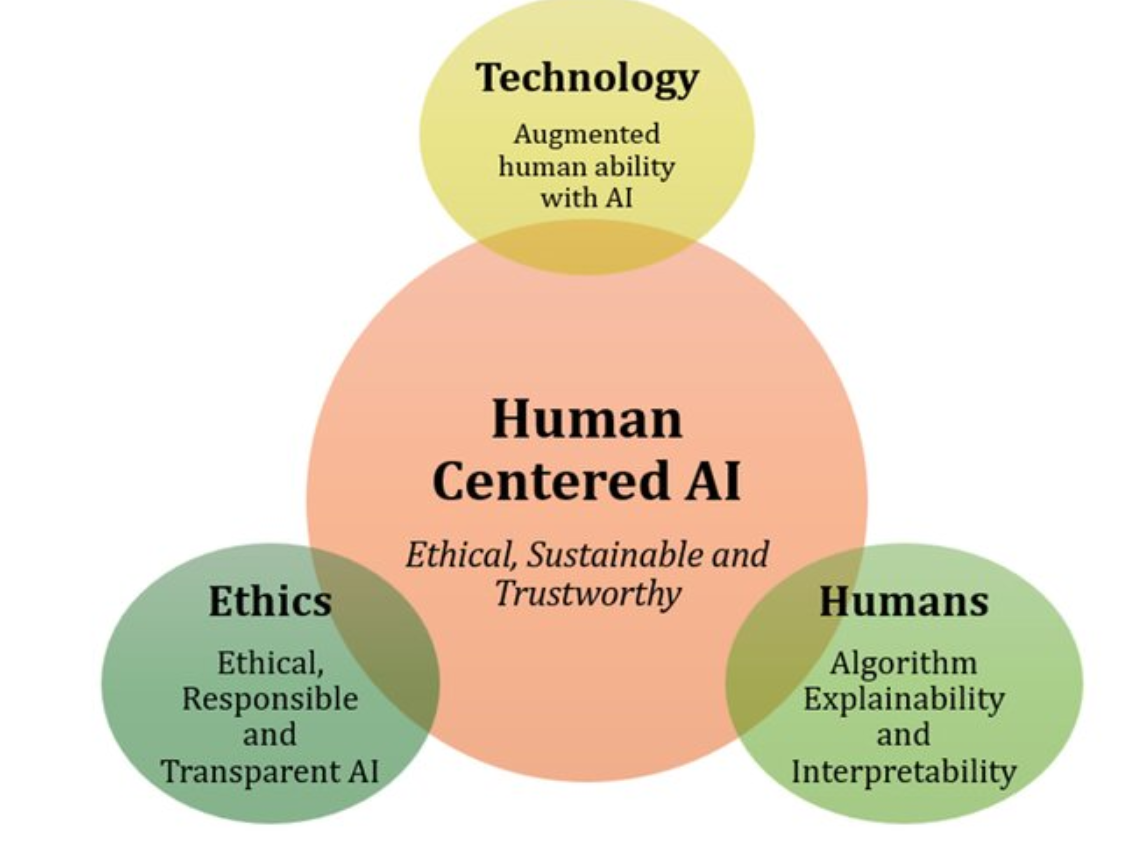 Technology
Augmented
human ability
with AI
Human
Centered AI
Ethical, Sustainable and
Trustworthy
Ethics
Ethical,
Responsible
and
Transparent AI
Humans
Algorithm
Explainability
and
Interpretability